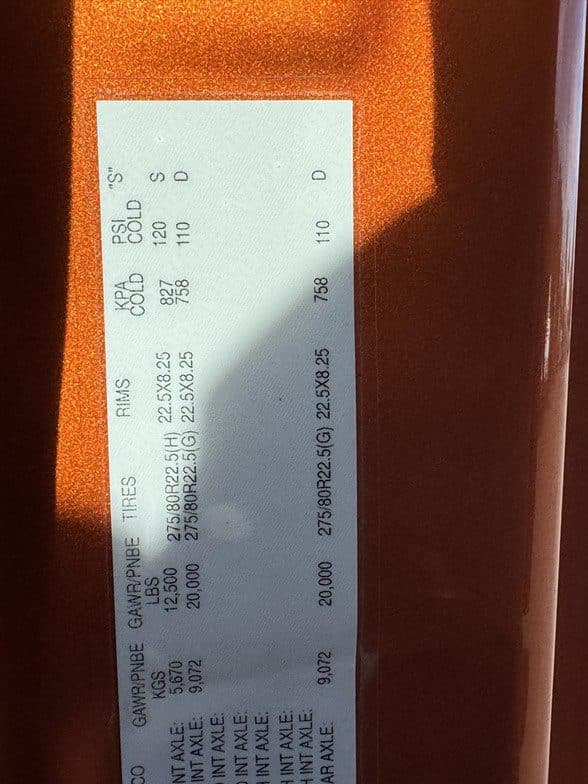 CO GAWR/PNBE GAWR/PNBE TIRES RIMS KPA PSI "S"
KGS LBS COLD COLD
NT AXLE: 5,670 12,500 275/80R22.5(H) 22.5X8.25 827 120 S
INT AXLE: 9,072 20,000 275/80R22.5(G) 22.5X8.25 758 110 D
INT AXLE:
INT AXLE:
INT AXLE:
INT AXLE:
INT AXLE:
AR AXLE: 9,072 20,000 275/80R22.5(G) 22.5X8.25 758 110 D